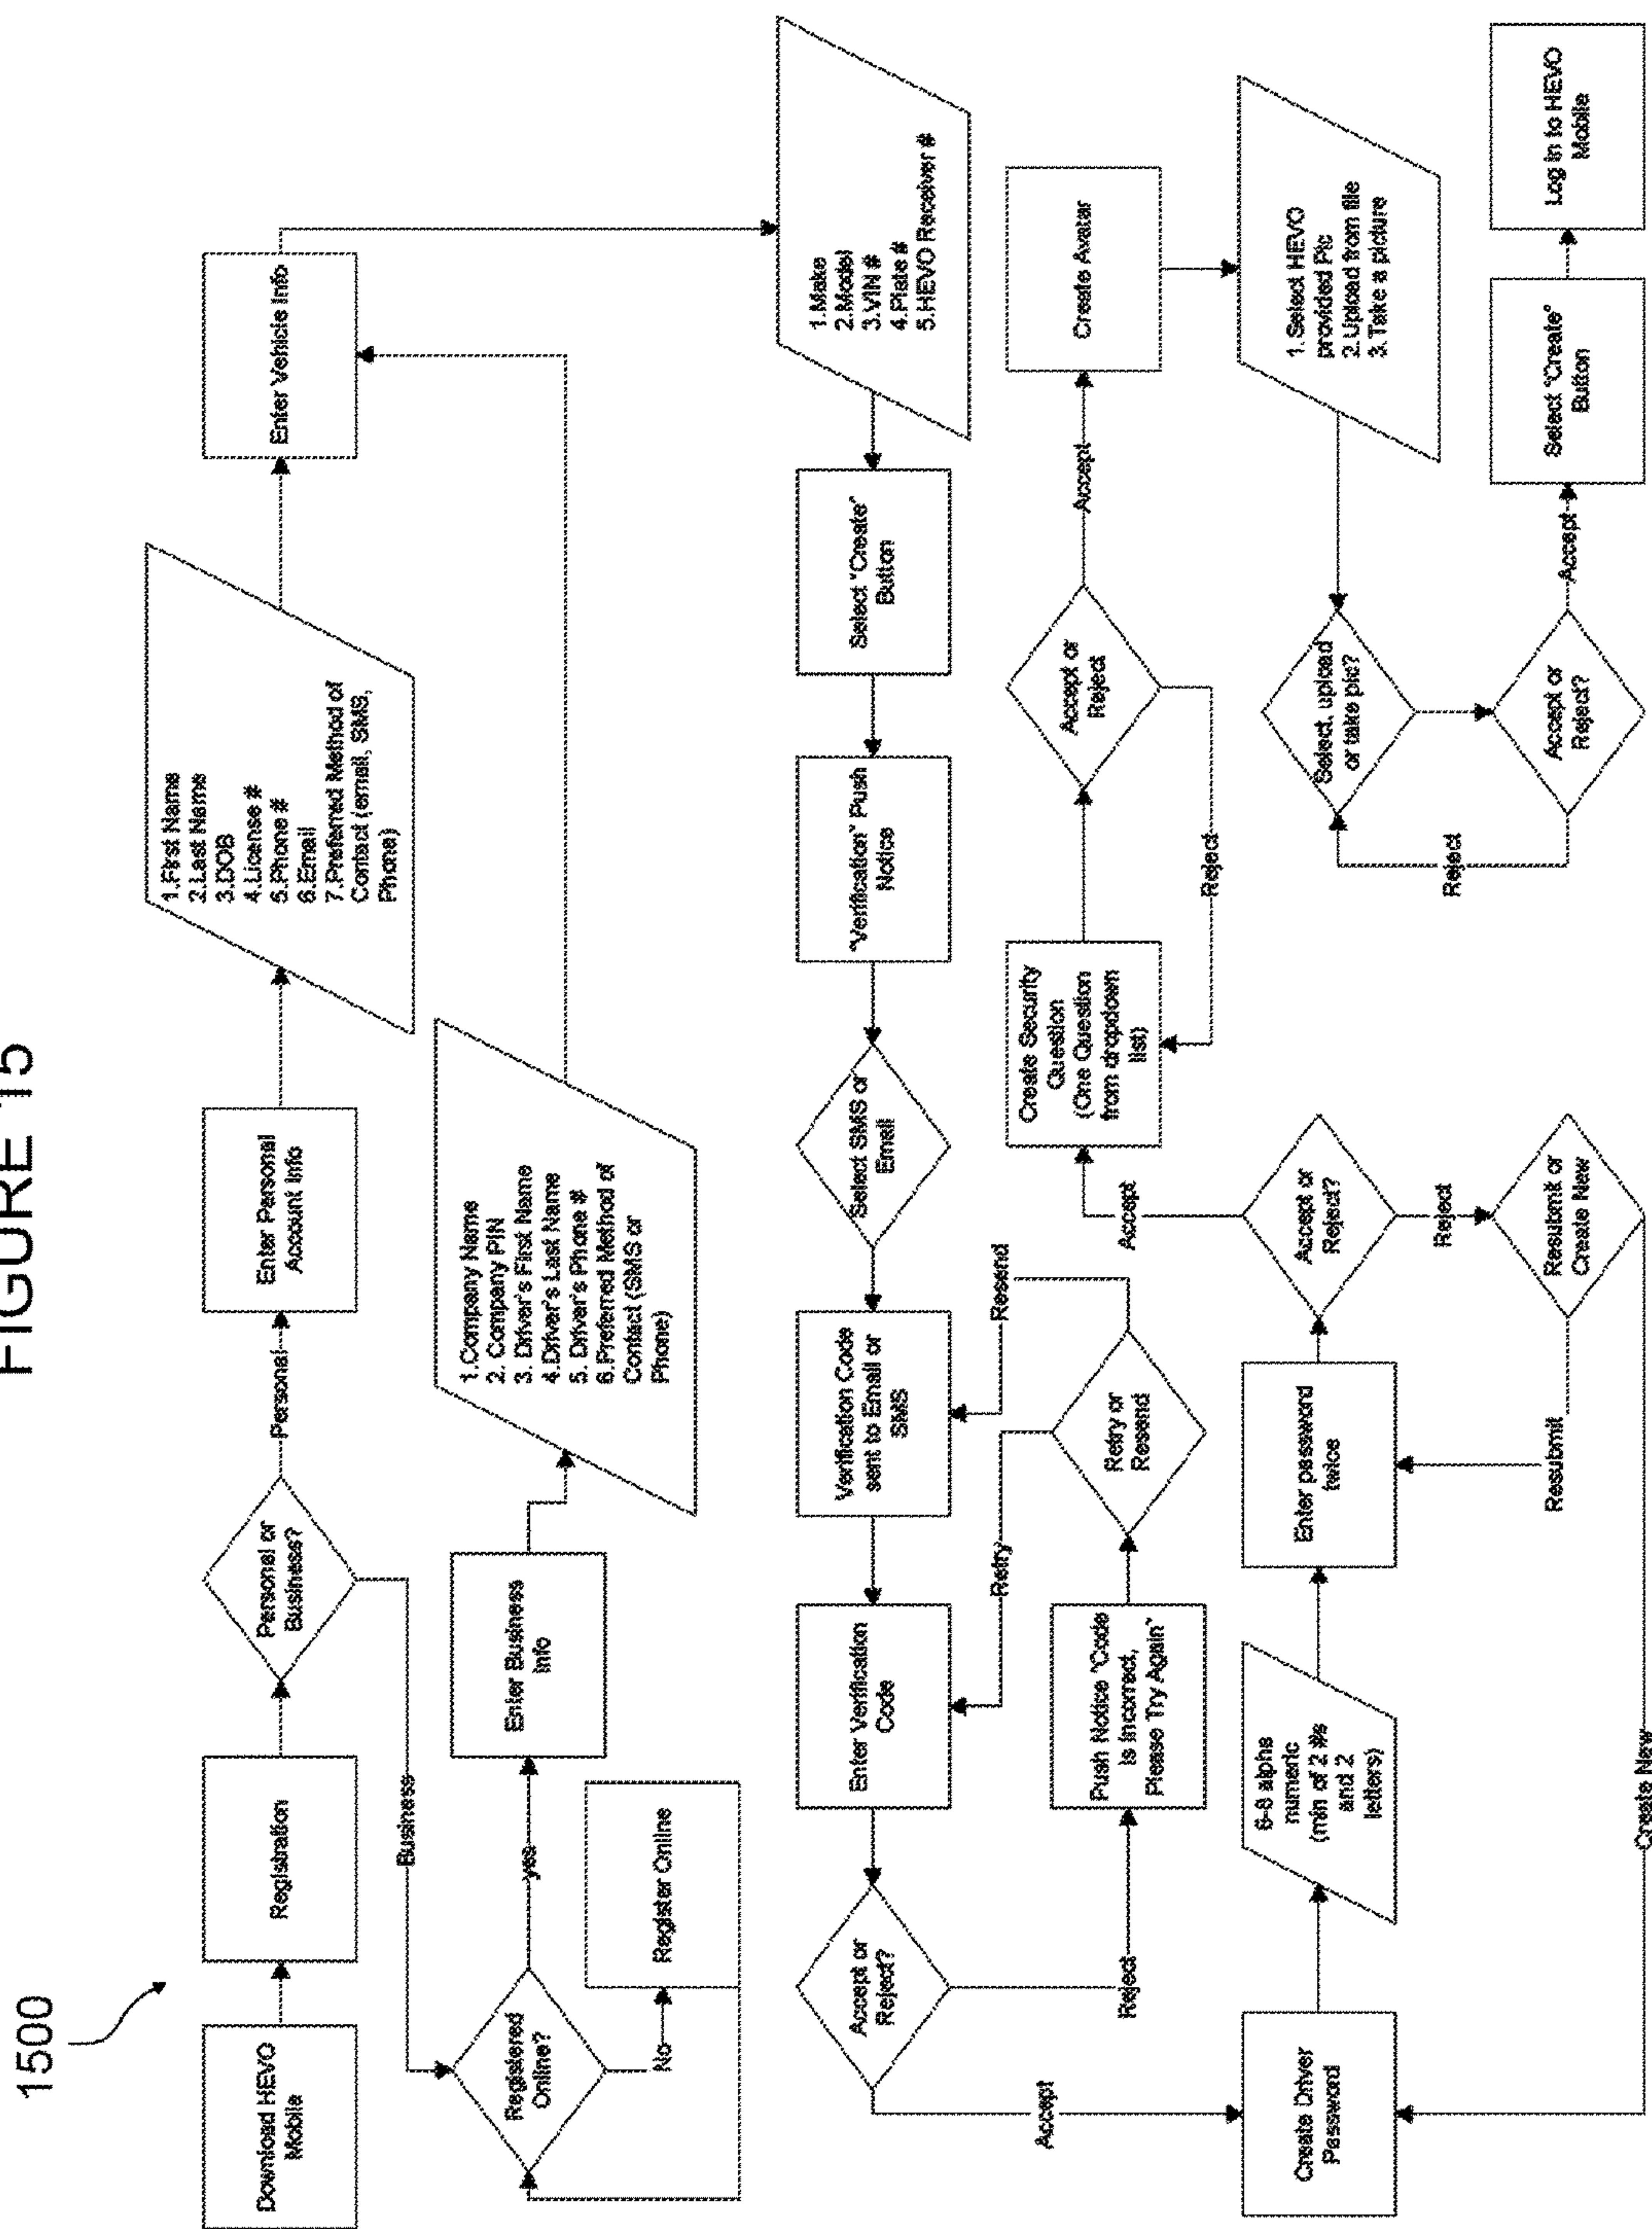 FIGURE 15
1500
Download HEVO
Mobile
Registration
Personal or
Business?
Personal
Enter Personal
Account Info
1.First Name
2.Last Name
3.DOB
4.License #
5.Phone #
6.Email
7.Preferred Method of
Contact (email, SMS,
Phone)
Enter Vehicle Info
Business
Registered
Online?
yes
No
Register Online
Enter Business
Info
1.Company Name
2. Company PIN
3. Driver's First Name
4.Driver's Last Name
5. Driver's Phone #
6.Preferred Method of
Contact (SMS or
Phone)
1.Make
2.Model
3.VIN #
4.Plate #
5.HEVO Receiver #
Select "Create"
Button
"Verification" Push
Notice
Select SMS or
Email
Verification Code
sent to Email or
SMS
Enter Verification
Code
Accept or
Reject?
Reject
Push Notice "Code
is Incorrect,
Please Try Again"
Retry or
Resend
Retry
Resend
Accept
Create Driver
Password
6-8 alpha
numeric
(min of 2 #s
and 2
letters)
Enter password
twice
Accept or
Reject?
Reject
Resubmit or
Create New
Resubmit
Create New
Accept
Create Security
Question
(One Question
from dropdown
list)
Accept or
Reject
Reject
Accept
Create Avatar
1.Select HEVO
provided Pic
2.Upload from file
3.Take a picture
Select, upload
or take pic?
Accept or
Reject?
Reject
Accept
Select "Create"
Button
Log in to HEVO
Mobile